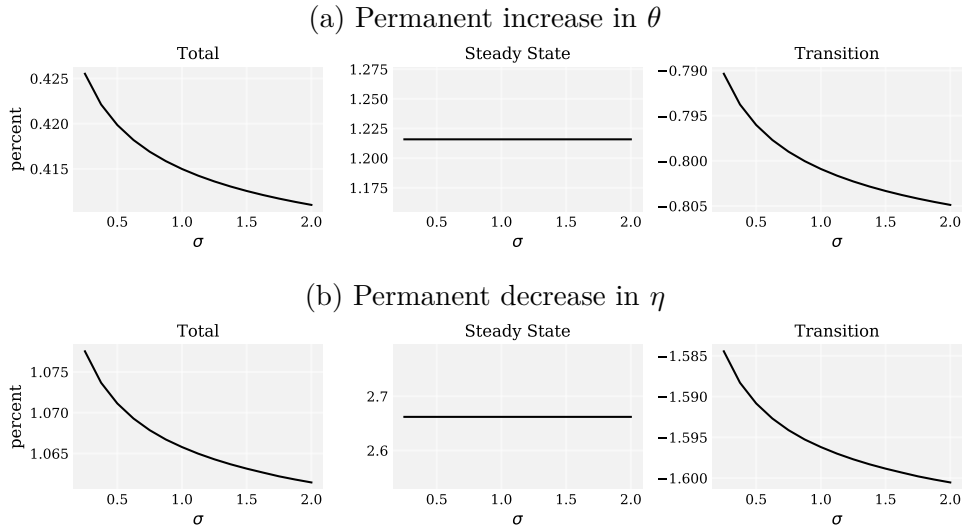 (a) Permanent increase in θ
Total Steady State Transition
percent
0.425
0.420
0.415
1.275
1.250
1.225
1.200
1.175
−0.790
−0.795
−0.800
−0.805
0.5 1.0 1.5 2.0 0.5 1.0 1.5 2.0 0.5 1.0 1.5 2.0
σ σ σ
(b) Permanent decrease in η
Total Steady State Transition
percent
1.075
1.070
1.065
2.7
2.6
−1.585
−1.590
−1.595
−1.600
0.5 1.0 1.5 2.0 0.5 1.0 1.5 2.0 0.5 1.0 1.5 2.0
σ σ σ